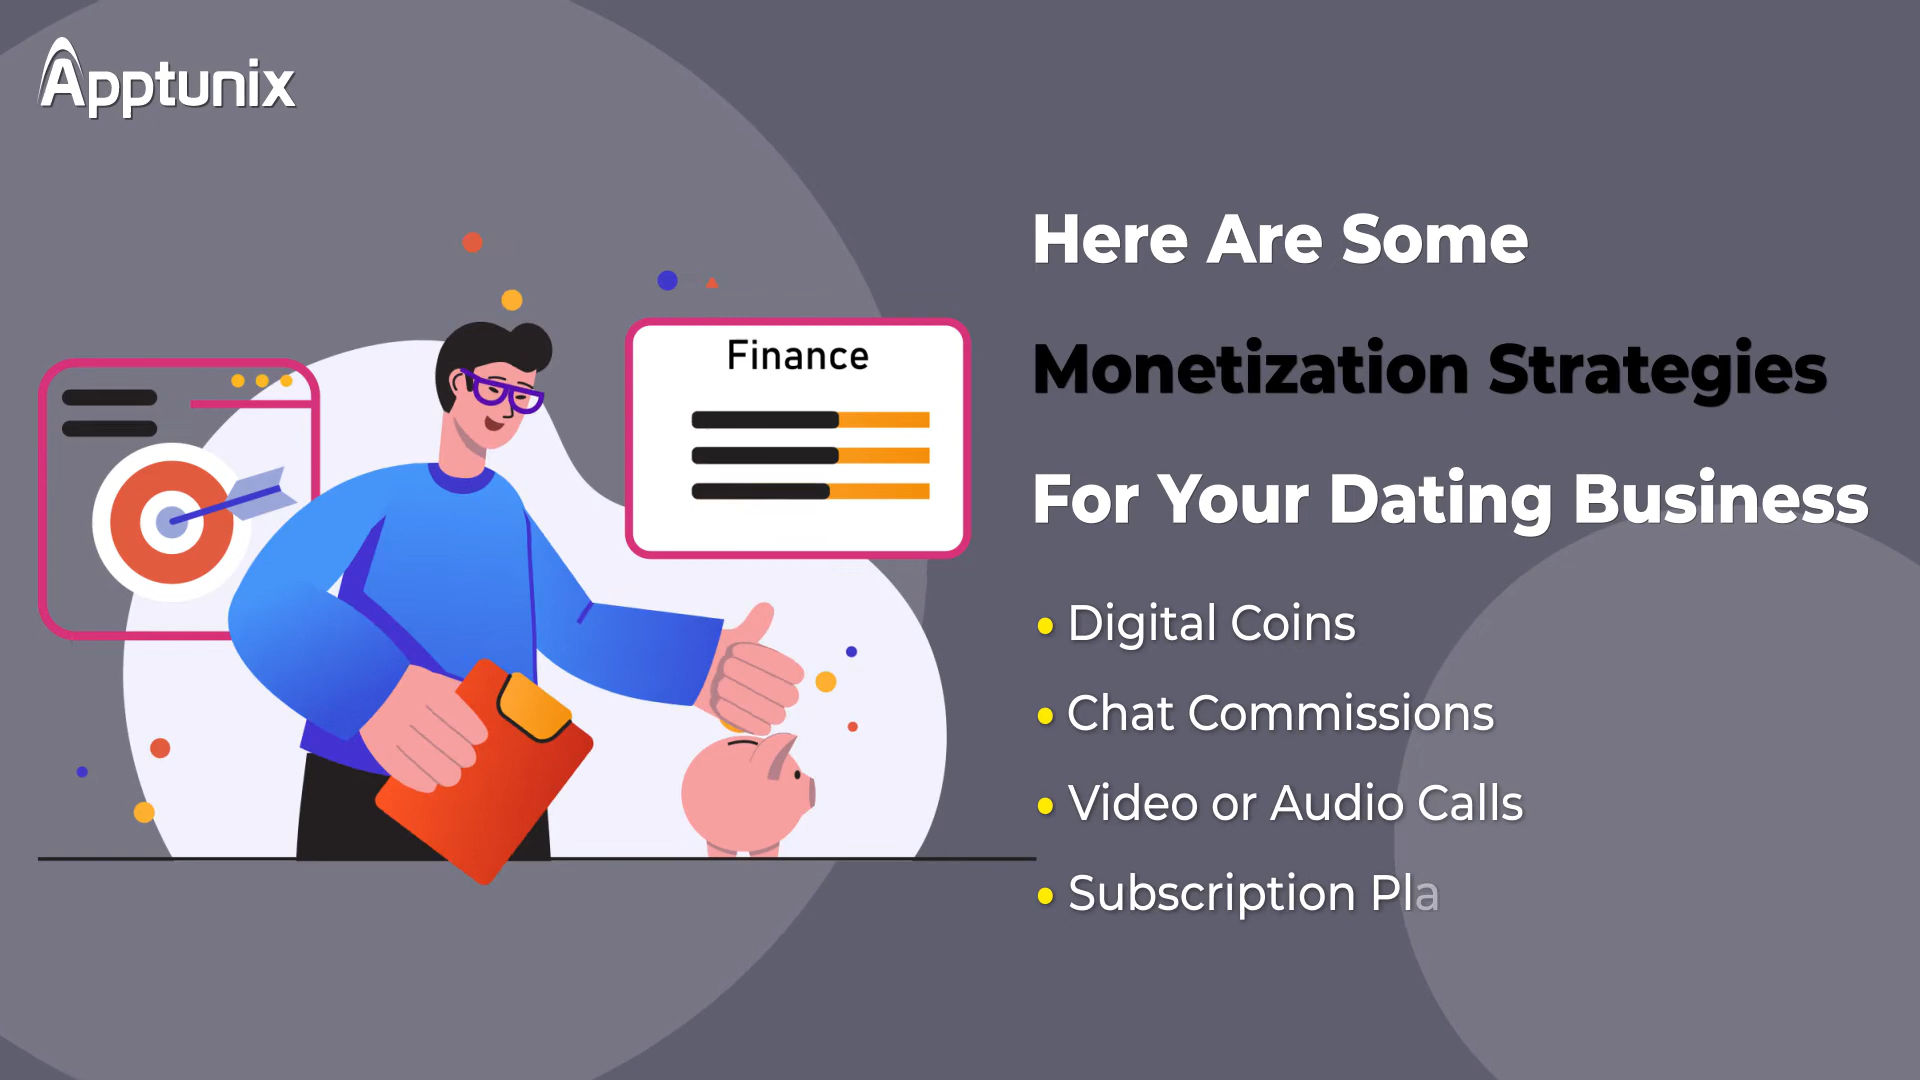 Apptunix
Finance
Here Are Some
Monetization Strategies
For Your Dating Business
• Digital Coins
• Chat Commissions
• Video or Audio Calls
• Subscription Pla